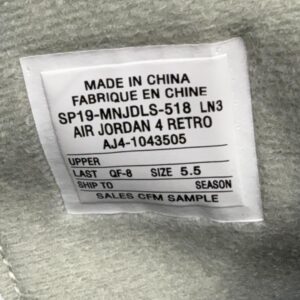 MADE IN CHINA
FABRIQUE EN CHINE
SP19-MNJDLS-518 LN3
AIR JORDAN 4 RETRO
AJ4-1043505
UPPER
LAST QF-8 SIZE 5.5
SHIP TO SEASON
SALES CFM SAMPLE